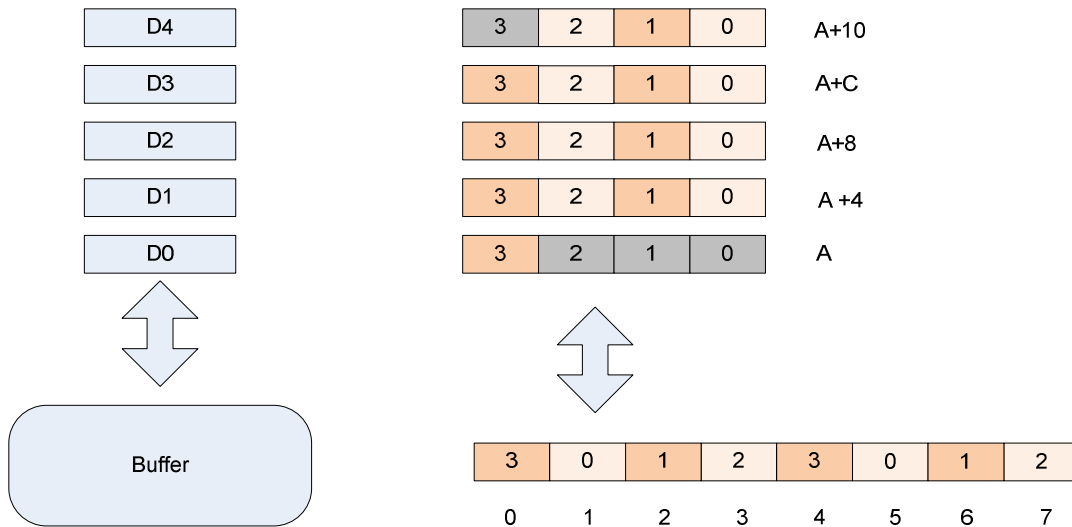 D4 3 2 1 0 A+10
D3 3 2 1 0 A+C
D2 3 2 1 0 A+8
D1 3 2 1 0 A +4
D0 3 2 1 0 A
Buffer
3 0 1 2 3 0 1 2
0 1 2 3 4 5 6 7